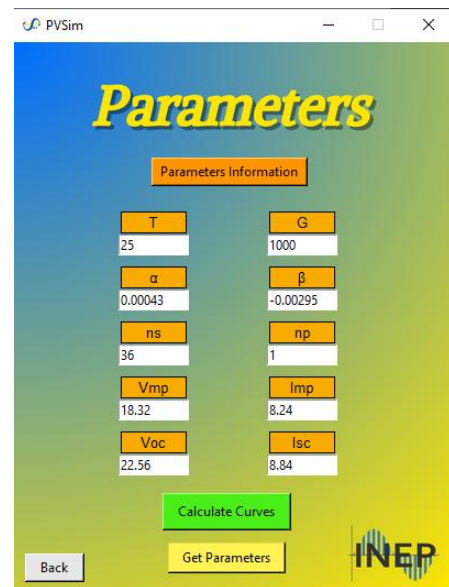 PVSim
Parameters
Parameters Information
T G
25 1000
α β
0.00043 -0.00295
ns np
36 1
Vmp Imp
18.32 8.24
Voc Isc
22.56 8.84
Calculate Curves
Get Parameters
Back
INEP